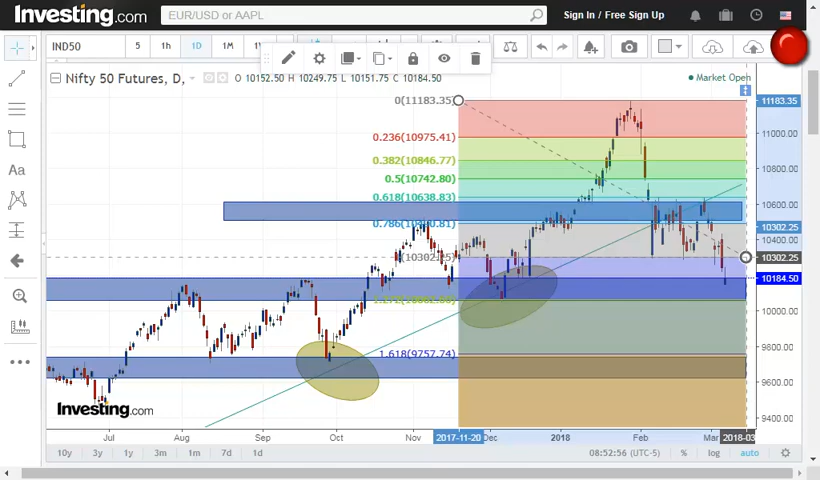 Investing.com
EUR/USD or AAPL
Sign In / Free Sign Up
IND50
5
1h
1D
1M
Nifty 50 Futures, D,
O 10152.50 H 10249.75 L 10151.75 C 10184.50
Market Open
0(11183.35)
11183.35
0.236(10975.41)
11000.00
0.382(10846.77)
0.5(10742.80)
0.618(10638.83)
10600.00
10302.25
10400.00
10302.25
10184.50
10000.00
1.618(9757.74)
9800.00
9600.00
Investing.com
9400.00
Jul
Aug
Sep
Oct
Nov
2017-11-20
Dec
2018
Feb
Mar
2018-03
10y
3y
1y
3m
1m
7d
1d
08:52:56 (UTC-5)
%
log
auto